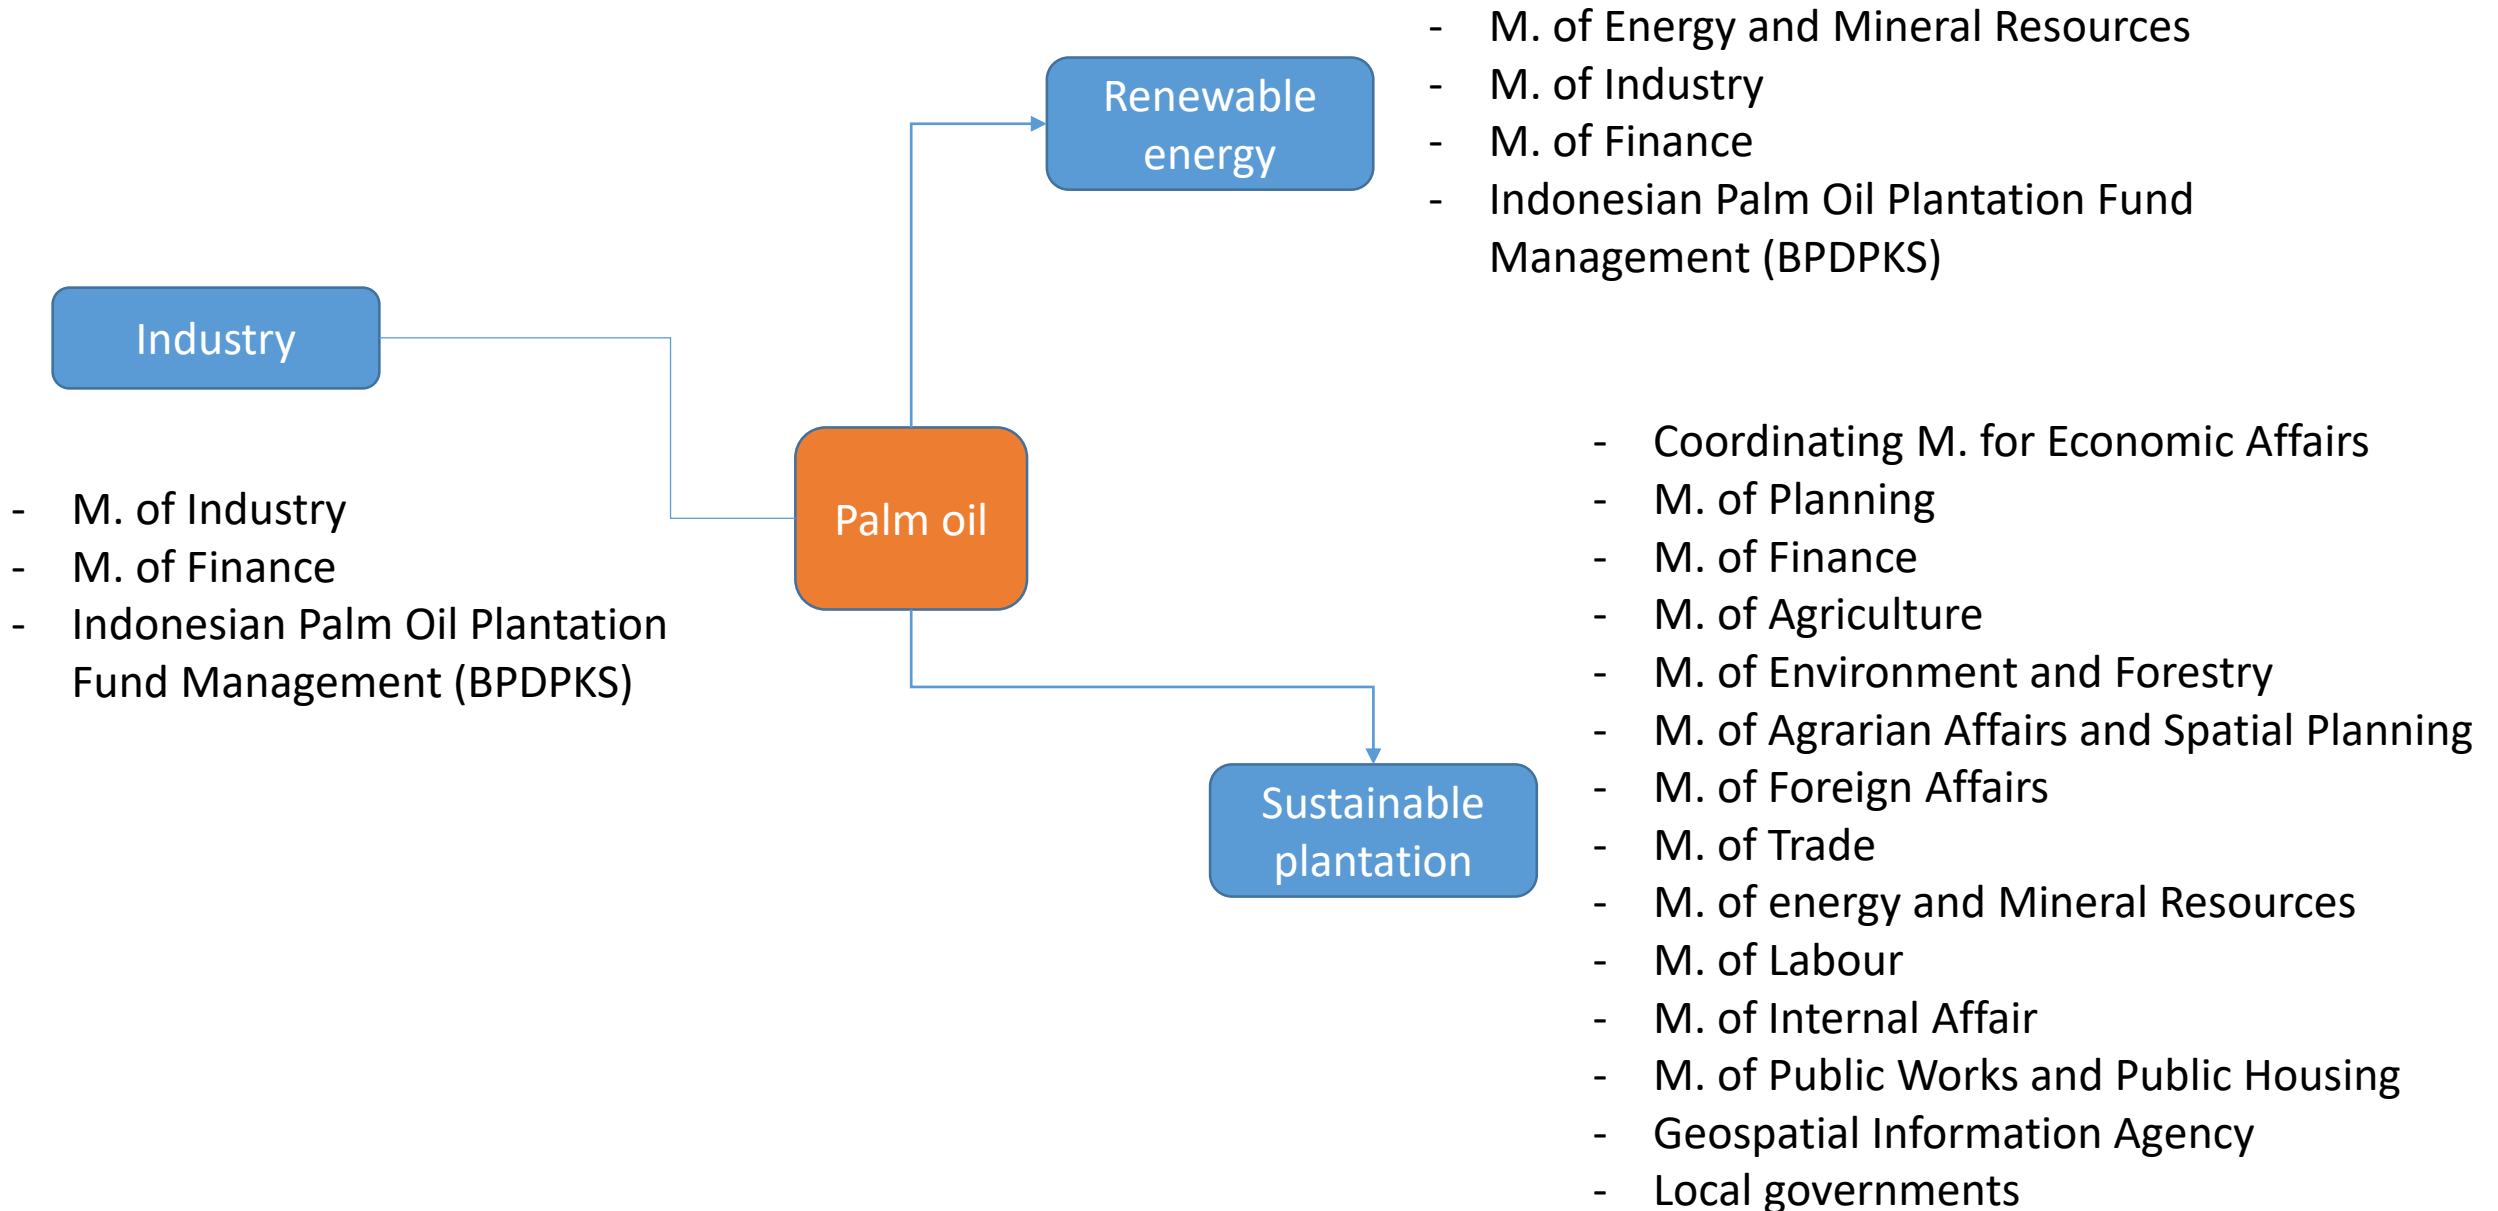 Renewable
energy
- M. of Energy and Mineral Resources
- M. of Industry
- M. of Finance
- Indonesian Palm Oil Plantation Fund
Management (BPDPKS)
Industry
- M. of Industry
- M. of Finance
- Indonesian Palm Oil Plantation
Fund Management (BPDPKS)
Palm oil
Sustainable
plantation
- Coordinating M. for Economic Affairs
- M. of Planning
- M. of Finance
- M. of Agriculture
- M. of Environment and Forestry
- M. of Agrarian Affairs and Spatial Planning
- M. of Foreign Affairs
- M. of Trade
- M. of energy and Mineral Resources
- M. of Labour
- M. of Internal Affair
- M. of Public Works and Public Housing
- Geospatial Information Agency
- Local governments